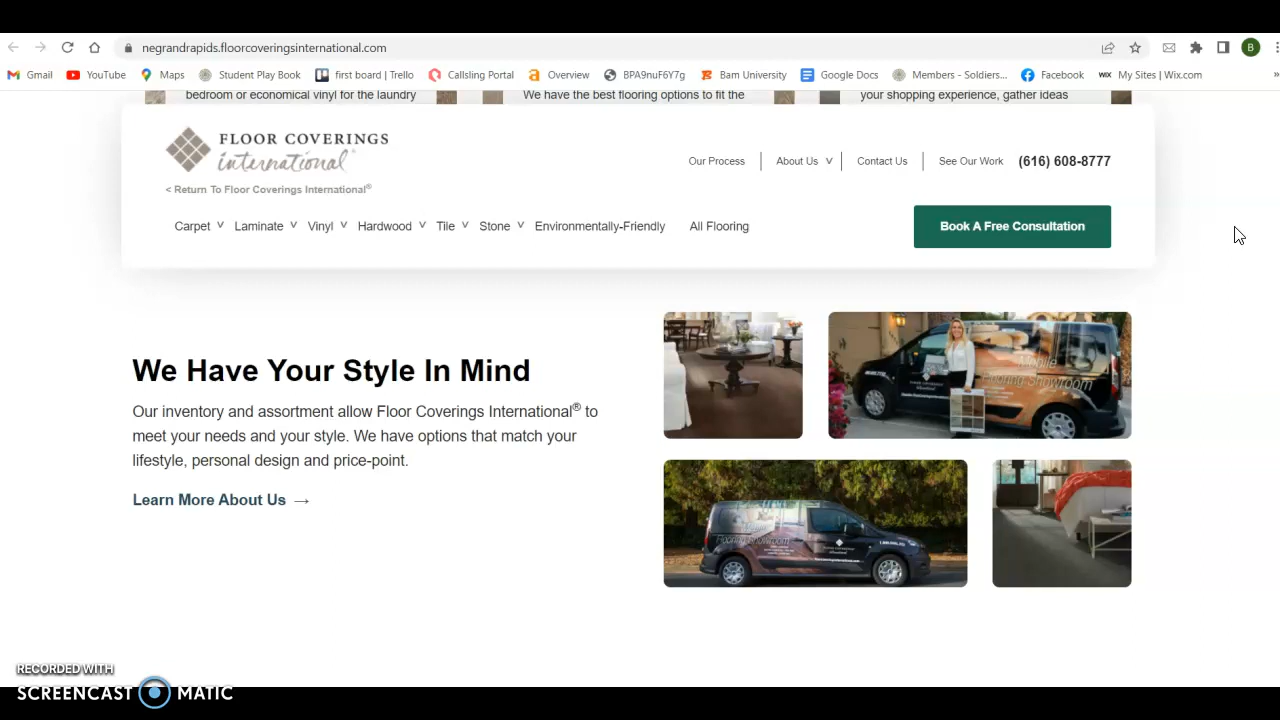 negrandrapids.floorcoveringsinternational.com
B
Gmail YouTube Maps Student Play Book first board | Trello Callsling Portal Overview BPA9nuF6Y7g Bam University Google Docs Members - Soldiers... Facebook WIX My Sites | Wix.com »
bedroom or economical vinyl for the laundry We have the best flooring options to fit the your shopping experience, gather ideas
FLOOR COVERINGS
international®
Our Process About Us Contact Us See Our Work (616) 608-8777
< Return To Floor Coverings International®
Carpet Laminate Vinyl Hardwood Tile Stone Environmentally-Friendly All Flooring Book A Free Consultation
We Have Your Style In Mind
Our inventory and assortment allow Floor Coverings International® to
meet your needs and your style. We have options that match your
lifestyle, personal design and price-point.
Learn More About Us →
Mobile
Flooring Showroom
Flooring Showroom
RECORDED WITH
SCREENCAST MATIC